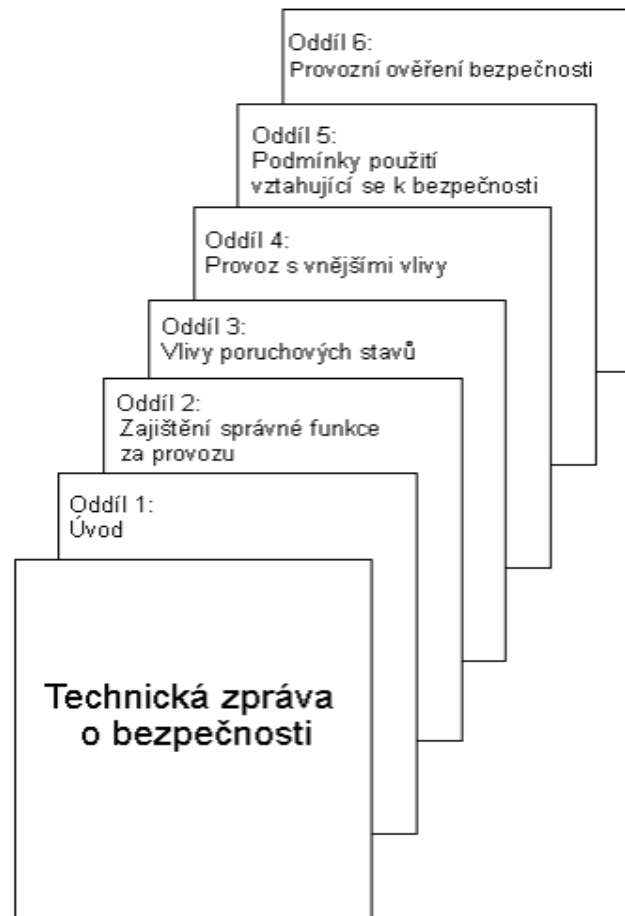 Oddíl 6:
Provozní ověření bezpečnosti
Oddíl 5:
Podmínky použití
vztahující se k bezpečnosti
Oddíl 4:
Provoz s vnějšími vlivy
Oddíl 3:
Vlivy poruchových stavů
Oddíl 2:
Zajištění správné funkce
za provozu
Oddíl 1:
Úvod
Technická zpráva
o bezpečnosti